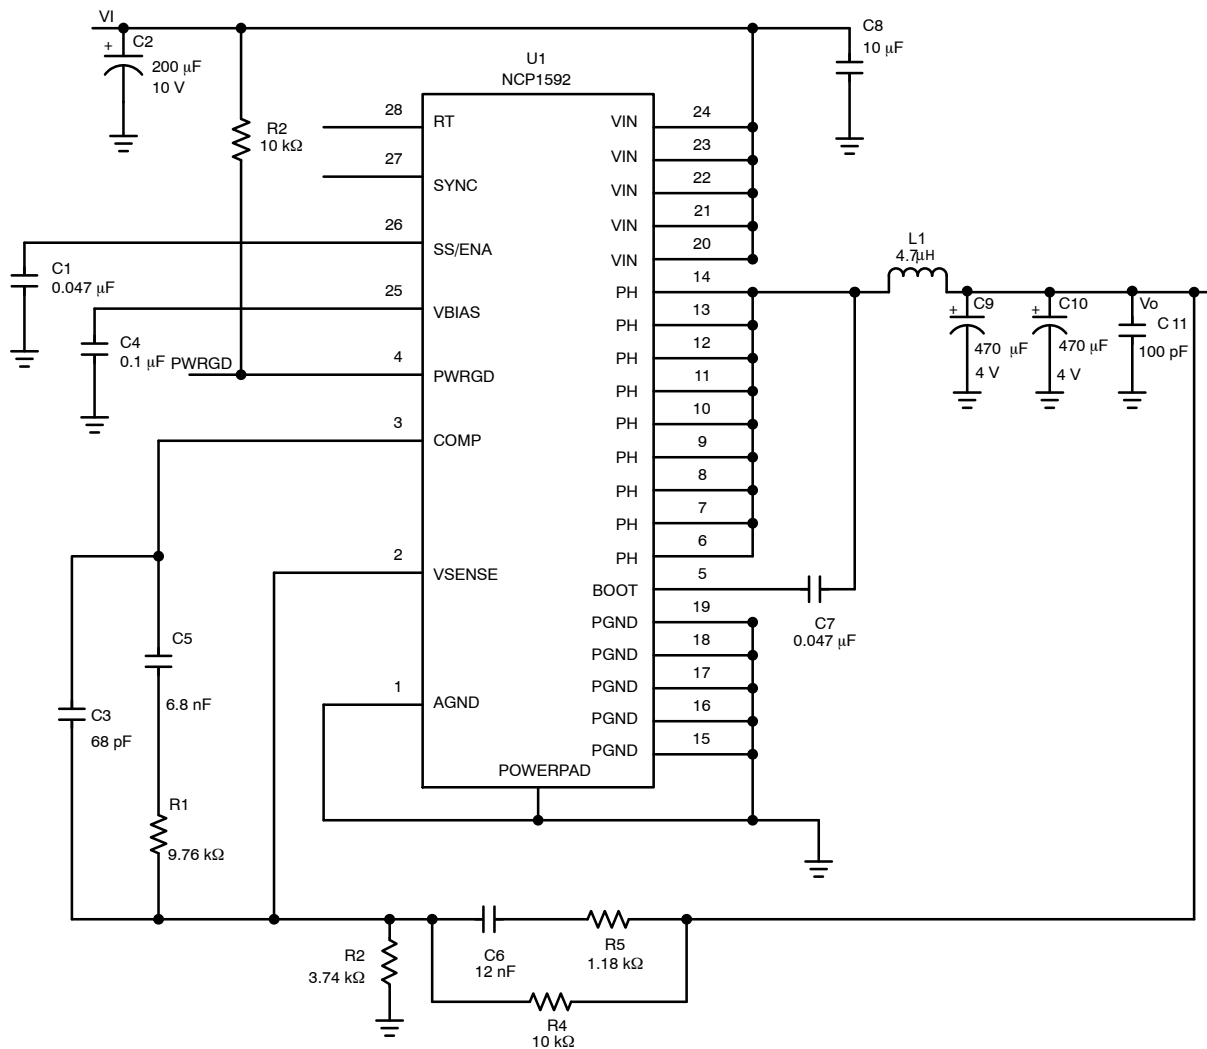 VI
+
C2
200 μF
10 V
R2
10 kΩ
C8
10 μF
U1
NCP1592
28
RT
27
SYNC
26
SS/ENA
25
VBIAS
4
PWRGD
3
COMP
2
VSENSE
1
AGND
POWERPAD
VIN
24
VIN
23
VIN
22
VIN
21
VIN
20
PH
14
PH
13
PH
12
PH
11
PH
10
PH
9
PH
8
PH
7
PH
6
BOOT
5
PGND
19
PGND
18
PGND
17
PGND
16
PGND
15
C1
0.047 μF
C4
0.1 μF
PWRGD
C5
6.8 nF
C3
68 pF
R1
9.76 kΩ
L1
4.7μH
+
C9
470 μF
4 V
+
C10
470 μF
4 V
Vo
C 11
100 pF
C7
0.047 μF
R2
3.74 kΩ
C6
12 nF
R5
1.18 kΩ
R4
10 kΩ